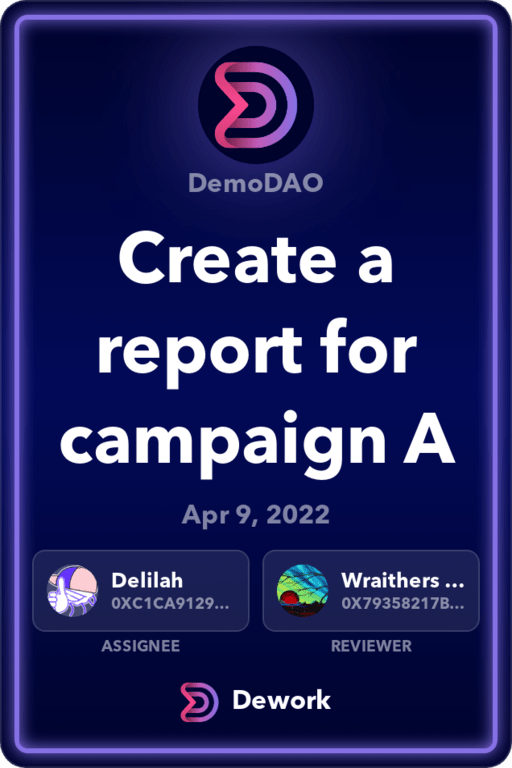 DemoDAO
Create a
report for
campaign A
Apr 9, 2022
Delilah
0XC1CA9129...
ASSIGNEE
Wraithers ...
0X79358217B...
REVIEWER
Dework